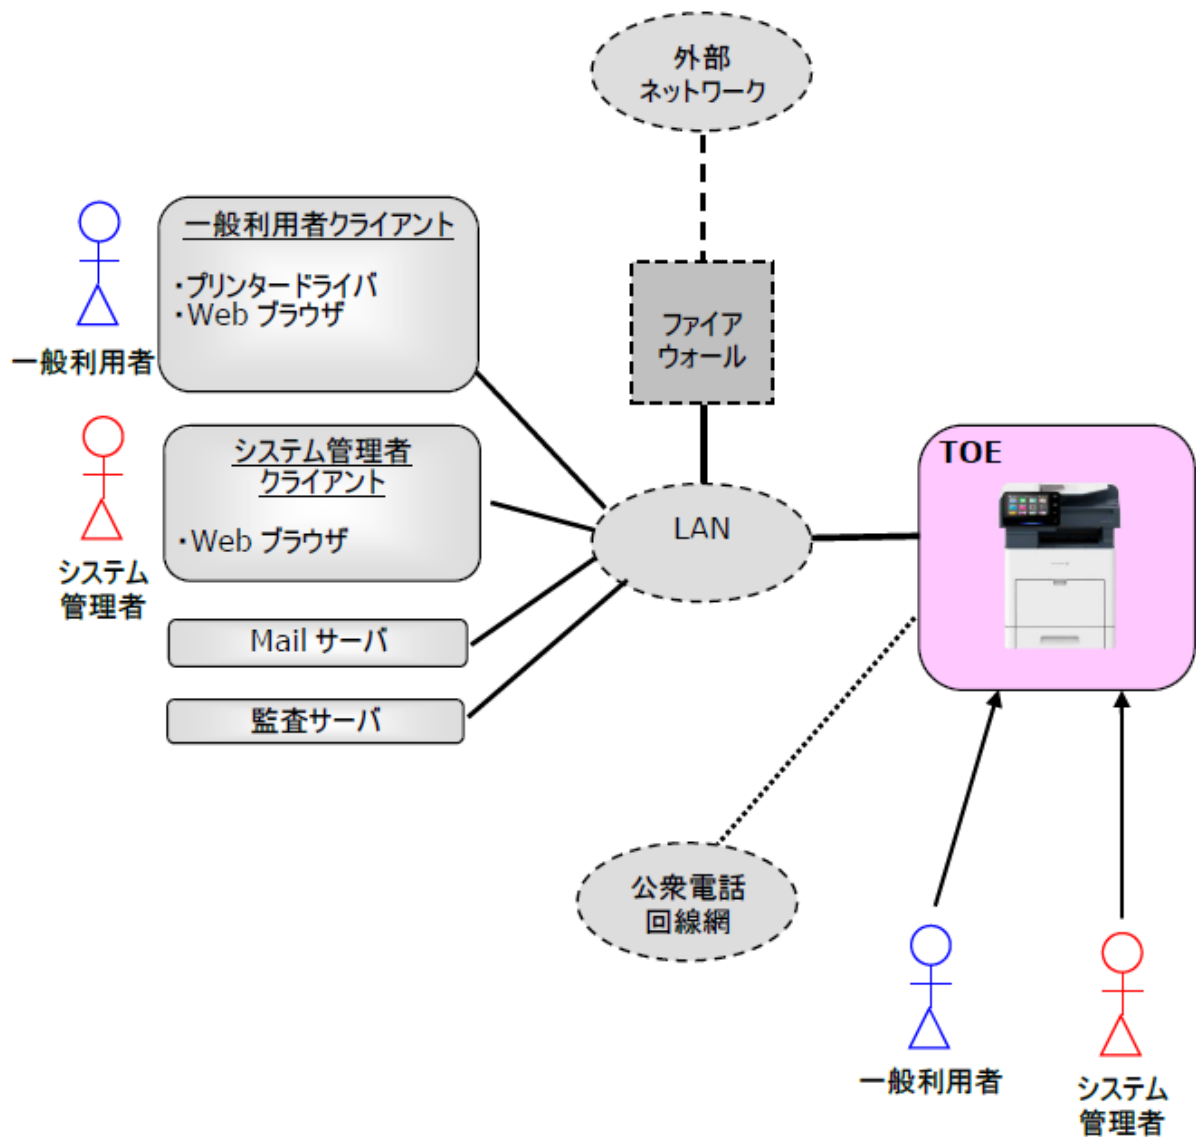 外部
ネットワーク
一般利用者クライアント
・プリンタードライバ
・Web ブラウザ
一般利用者
ファイア
ウォール
システム管理者
クライアント
・Web ブラウザ
システム
管理者
LAN
TOE
Mail サーバ
監査サーバ
公衆電話
回線網
一般利用者
システム
管理者